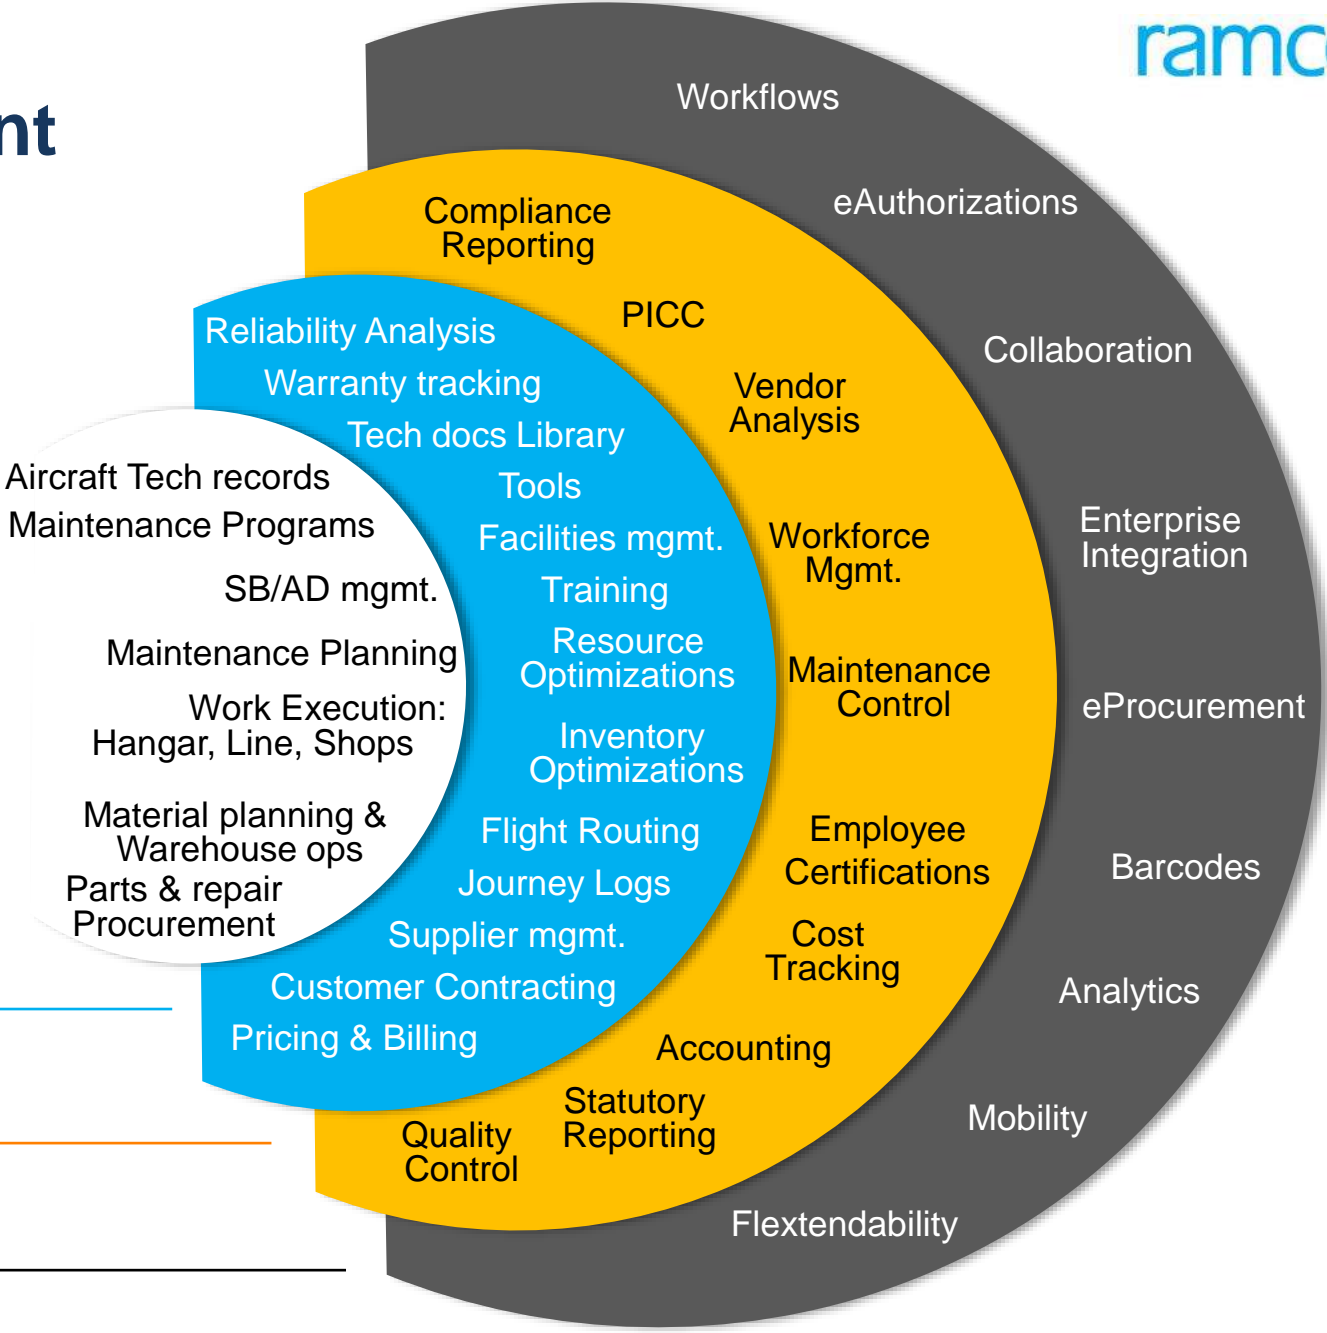 ramc
nt
Workflows
eAuthorizations
Collaboration
Enterprise
Integration
eProcurement
Barcodes
Analytics
Mobility
Flextendability
Compliance
Reporting
PICC
Vendor
Analysis
Workforce
Mgmt.
Maintenance
Control
Employee
Certifications
Cost
Tracking
Accounting
Statutory
Reporting
Quality
Control
Reliability Analysis
Warranty tracking
Tech docs Library
Tools
Facilities mgmt.
Training
Resource
Optimizations
Inventory
Optimizations
Flight Routing
Journey Logs
Supplier mgmt.
Customer Contracting
Pricing & Billing
Aircraft Tech records
Maintenance Programs
SB/AD mgmt.
Maintenance Planning
Work Execution:
Hangar, Line, Shops
Material planning &
Warehouse ops
Parts & repair
Procurement